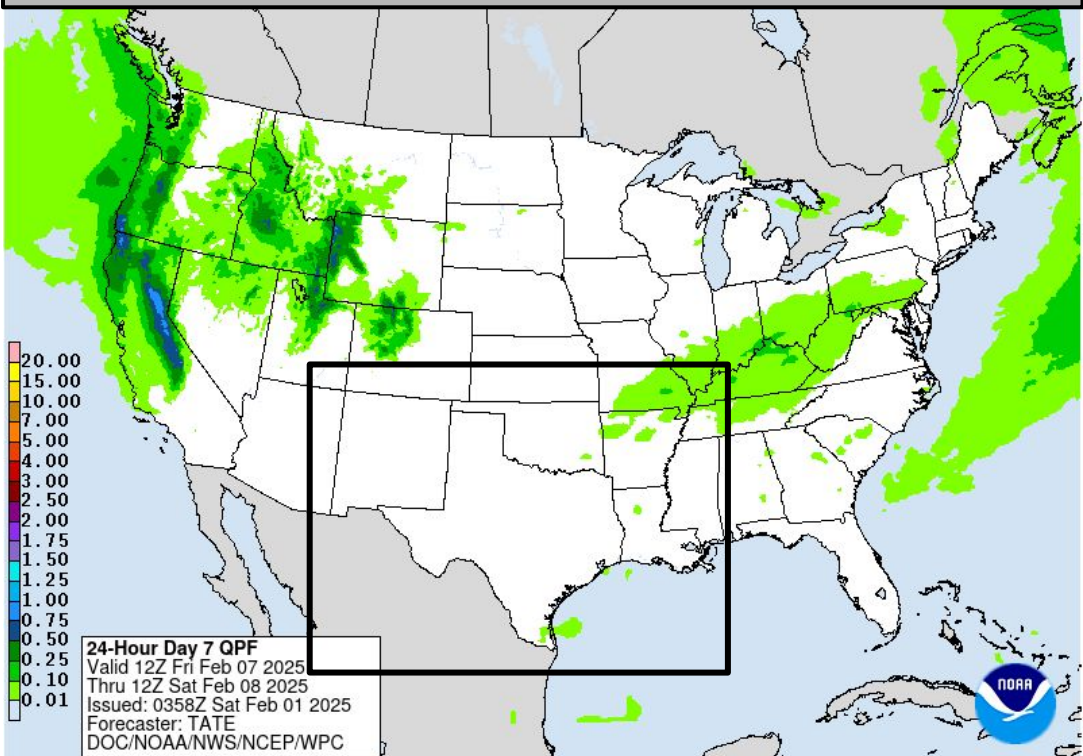 20.00
15.00
10.00
7.00
5.00
4.00
3.00
2.50
2.00
1.75
1.50
1.25
1.00
0.75
0.50
0.25
0.10
0.01
24-Hour Day 7 QPF
Valid 12Z Fri Feb 07 2025
Thru 12Z Sat Feb 08 2025
Issued: 0358Z Sat Feb 01 2025
Forecaster: TATE
DOC/NOAA/NWS/NCEP/WPC
NOAA